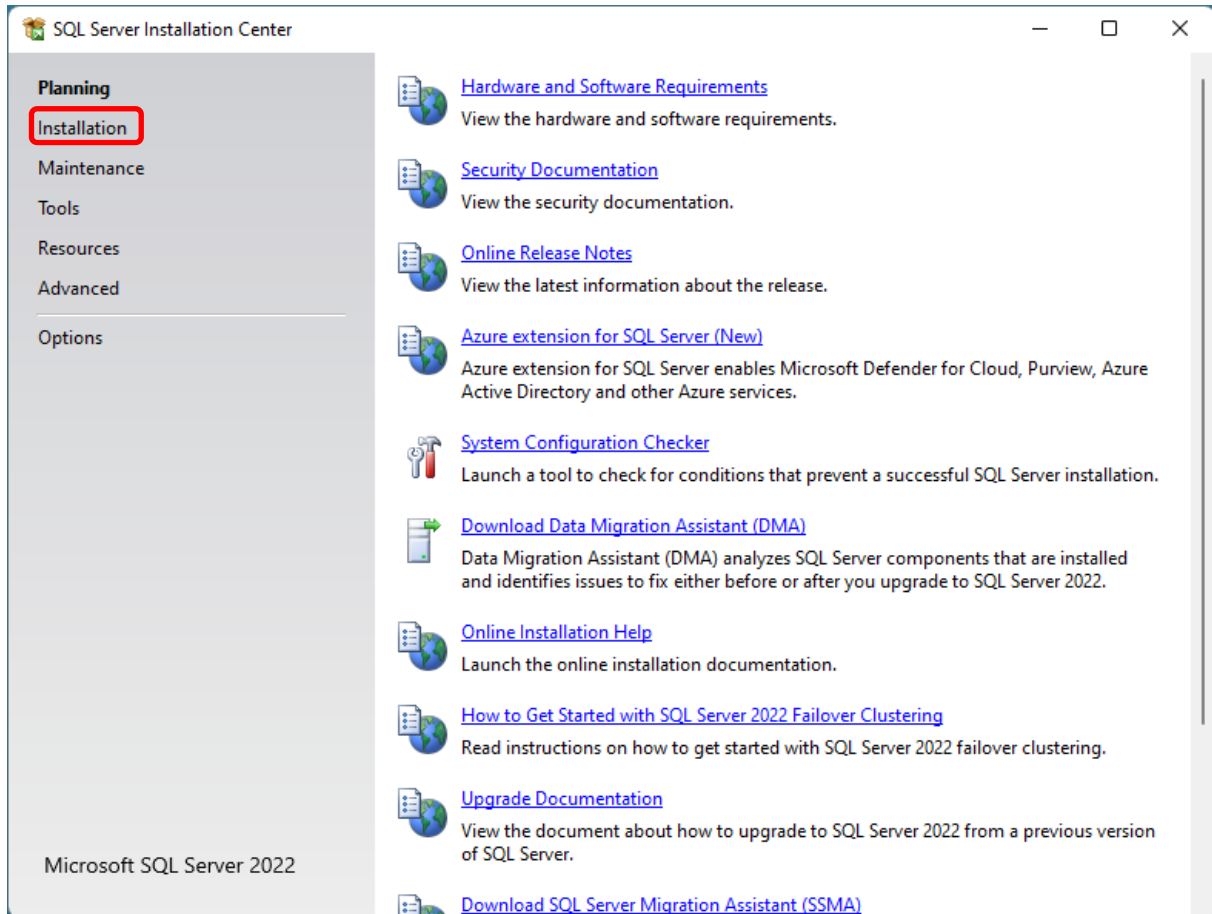 SQL Server Installation Center
Planning
Installation
Maintenance
Tools
Resources
Advanced
Options
Microsoft SQL Server 2022
Hardware and Software Requirements
View the hardware and software requirements.
Security Documentation
View the security documentation.
Online Release Notes
View the latest information about the release.
Azure extension for SQL Server (New)
Azure extension for SQL Server enables Microsoft Defender for Cloud, Purview, Azure
Active Directory and other Azure services.
System Configuration Checker
Launch a tool to check for conditions that prevent a successful SQL Server installation.
Download Data Migration Assistant (DMA)
Data Migration Assistant (DMA) analyzes SQL Server components that are installed
and identifies issues to fix either before or after you upgrade to SQL Server 2022.
Online Installation Help
Launch the online installation documentation.
How to Get Started with SQL Server 2022 Failover Clustering
Read instructions on how to get started with SQL Server 2022 failover clustering.
Upgrade Documentation
View the document about how to upgrade to SQL Server 2022 from a previous version
of SQL Server.
Download SQL Server Migration Assistant (SSMA)